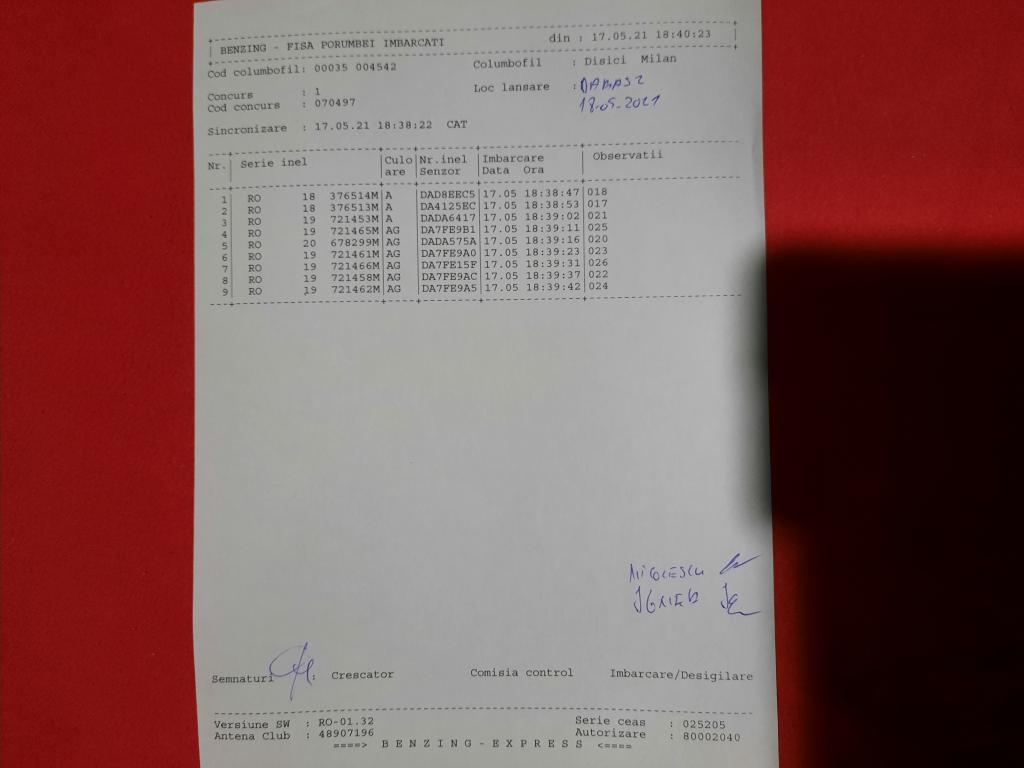 BENZING - FISA PORUMBEI IMBARCATI din : 17.05.21 18:40:23
Cod columbofil: 00035 004542 Columbofil : Disici Milan
Concurs : 1 Loc lansare : DABAS 2
Cod concurs : 070497 18.05.2021
Sincronizare : 17.05.21 18:38:22 CAT
Nr. Serie inel Culo Nr.inel Imbarcare Observatii
are Senzor Data Ora
1 RO 18 376514M A DAD8EEC5 17.05 18:38:47 018
2 RO 18 376513M A DA4125EC 17.05 18:38:53 017
3 RO 19 721453M A DADA6417 17.05 18:39:02 021
4 RO 19 721465M AG DA7FE9B1 17.05 18:39:11 025
5 RO 20 678299M AG DADA575A 17.05 18:39:16 020
6 RO 19 721461M AG DA7FE9A0 17.05 18:39:23 023
7 RO 19 721466M AG DA7FE15F 17.05 18:39:31 026
8 RO 19 721458M AG DA7FE9AC 17.05 18:39:37 022
9 RO 19 721462M AG DA7FE9A5 17.05 18:39:42 024
Semnaturi : Crescator Comisia control Imbarcare/Desigilare
Versiune SW : RO-01.32 Serie ceas : 025205
Antena Club : 48907196 Autorizare : 80002040
====> B E N Z I N G - E X P R E S S <====